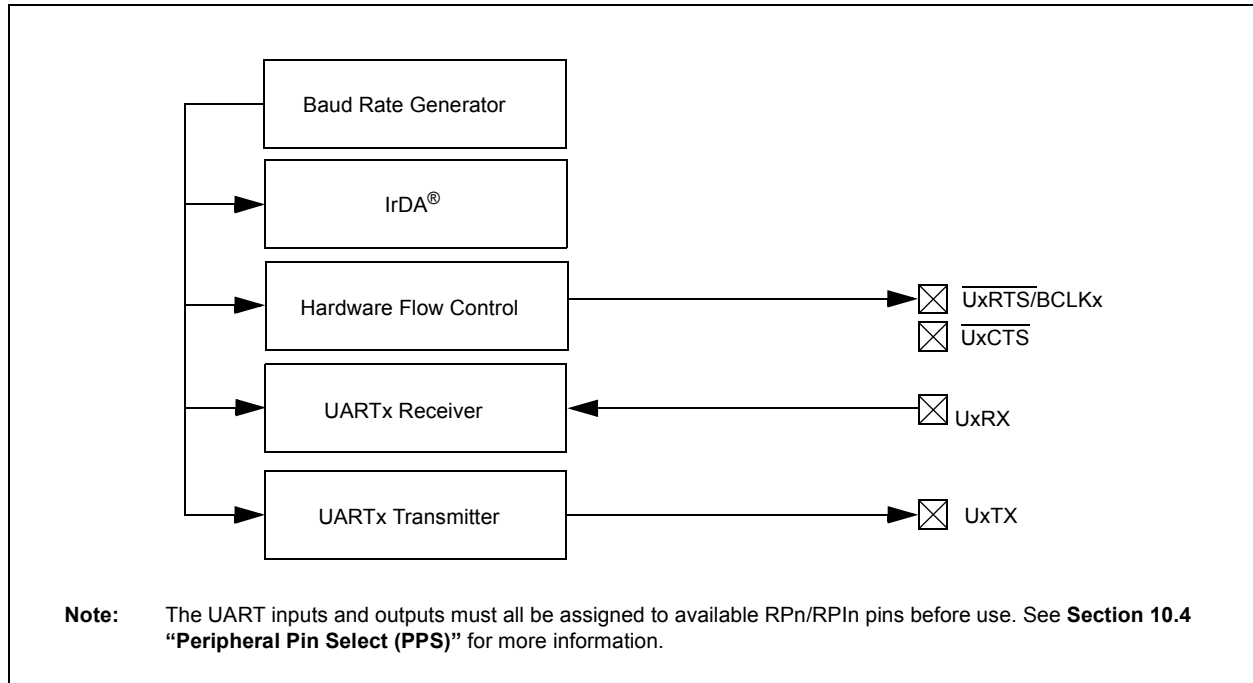 Baud Rate Generator
IrDA®
Hardware Flow Control
UxRTS/BCLKx
UxCTS
UARTx Receiver
UxRX
UARTx Transmitter
UxTX
Note: The UART inputs and outputs must all be assigned to available RPn/RPIn pins before use. See Section 10.4
“Peripheral Pin Select (PPS)” for more information.